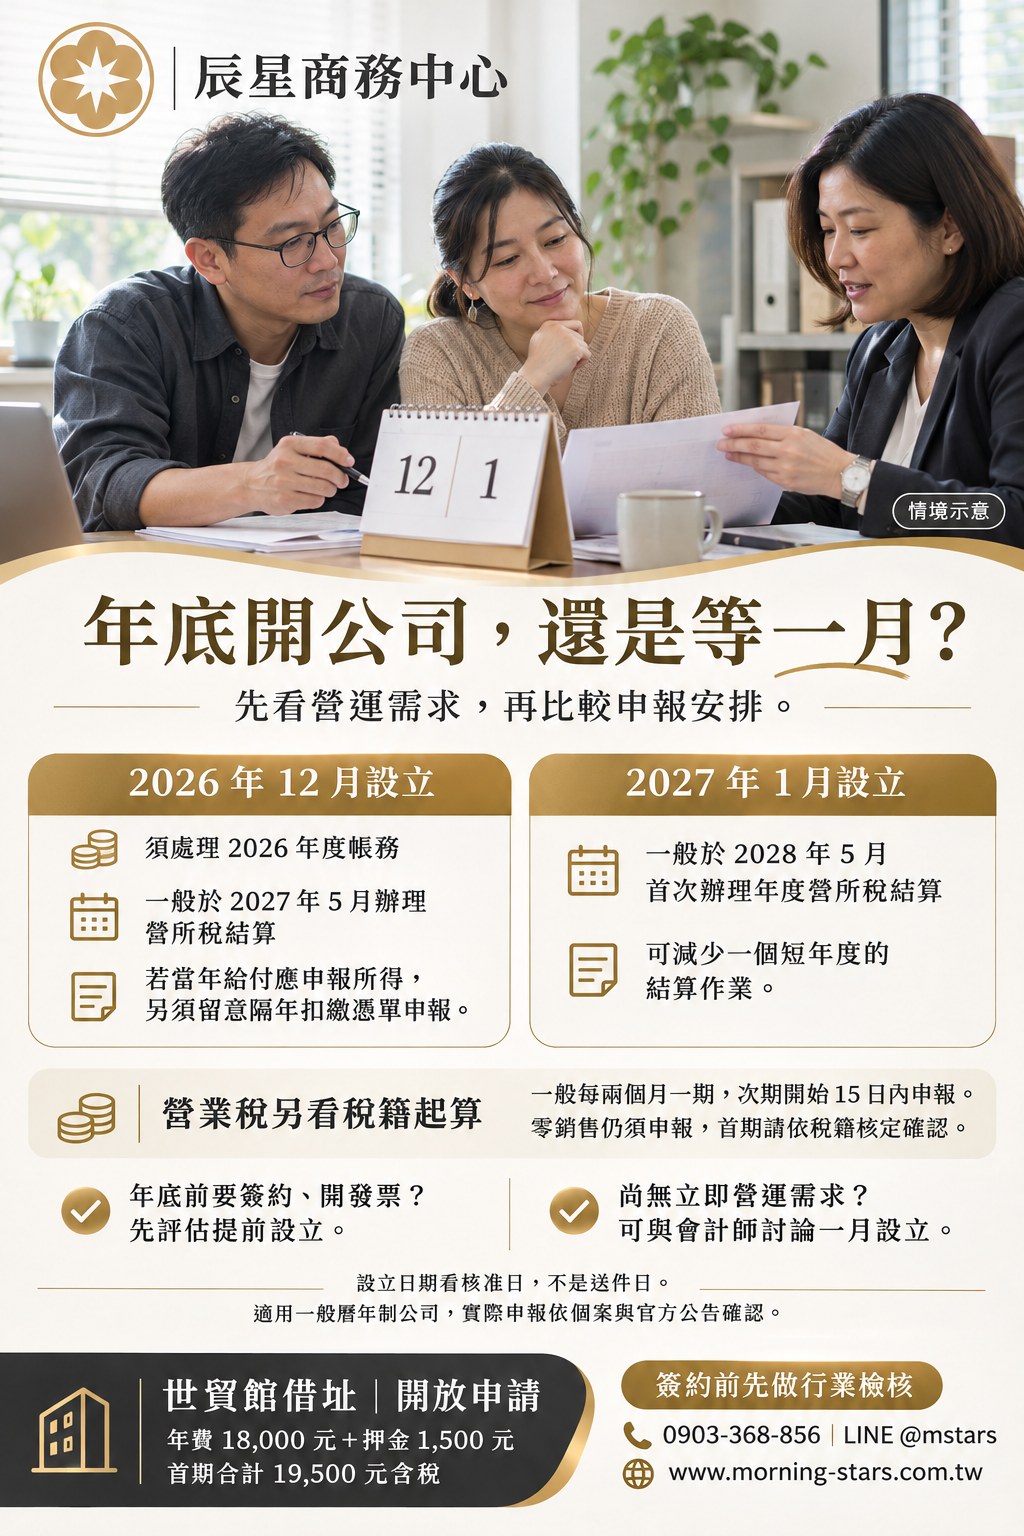 辰星商務中心
12
1
情境示意
年底開公司，還是等一月？
先看營運需求，再比較申報安排。
2026 年 12 月設立
須處理 2026 年度帳務
一般於 2027 年 5 月辦理
營所稅結算
若當年給付應申報所得，
另須留意隔年扣繳憑單申報。
2027 年 1 月設立
一般於 2028 年 5 月
首次辦理年度營所稅結算
可減少一個短年度的
結算作業。
營業稅另看稅籍起算
一般每兩個月一期，次期開始 15 日內申報。
零銷售仍須申報，首期請依稅籍核定確認。
年底前要簽約、開發票？
先評估提前設立。
尚無立即營運需求？
可與會計師討論一月設立。
設立日期看核准日，不是送件日。
適用一般曆年制公司，實際申報依個案與官方公告確認。
世貿館借址｜開放申請
年費 18,000 元＋押金 1,500 元
首期合計 19,500 元含稅
簽約前先做行業檢核
0903-368-856｜LINE @mstars
www.morning-stars.com.tw